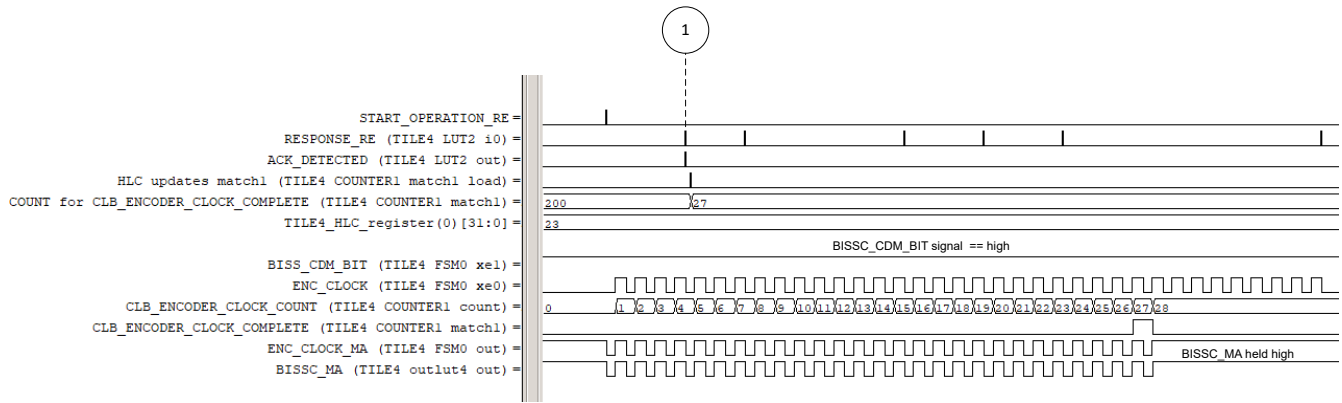 1
START_OPERATION_RE =
RESPONSE_RE (TILE4 LUT2 i0) =
ACK_DETECTED (TILE4 LUT2 out) =
HLC updates match1 (TILE4 COUNTER1 match1 load) =
COUNT for CLB_ENCODER_CLOCK_COMPLETE (TILE4 COUNTER1 match1) = 200 27
TILE4_HLC_register(0)[31:0] = 23
BISSC_CDM_BIT signal == high
BISS_CDM_BIT (TILE4 FSM0 xe1) =
ENC_CLOCK (TILE4 FSM0 xe0) =
CLB_ENCODER_CLOCK_COUNT (TILE4 COUNTER1 count) = 0 1 2 3 4 5 6 7 8 9 10 11 12 13 14 15 16 17 18 19 20 21 22 23 24 25 26 27 28
CLB_ENCODER_CLOCK_COMPLETE (TILE4 COUNTER1 match1) =
ENC_CLOCK_MA (TILE4 FSM0 out) =
BISSC_MA held high
BISSC_MA (TILE4 outlut4 out) =